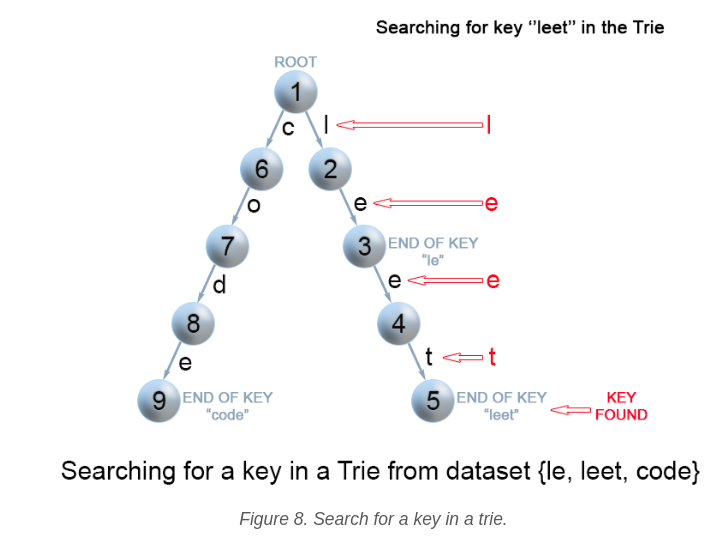 Searching for key ‘’leet’’ in the Trie
ROOT
1
c l l
6 2
o e e
7 3 END OF KEY
“le”
d e e
8 4
e t t
9 END OF KEY
“code”
5 END OF KEY
“leet”
KEY
FOUND
Searching for a key in a Trie from dataset {le, leet, code}
Figure 8. Search for a key in a trie.